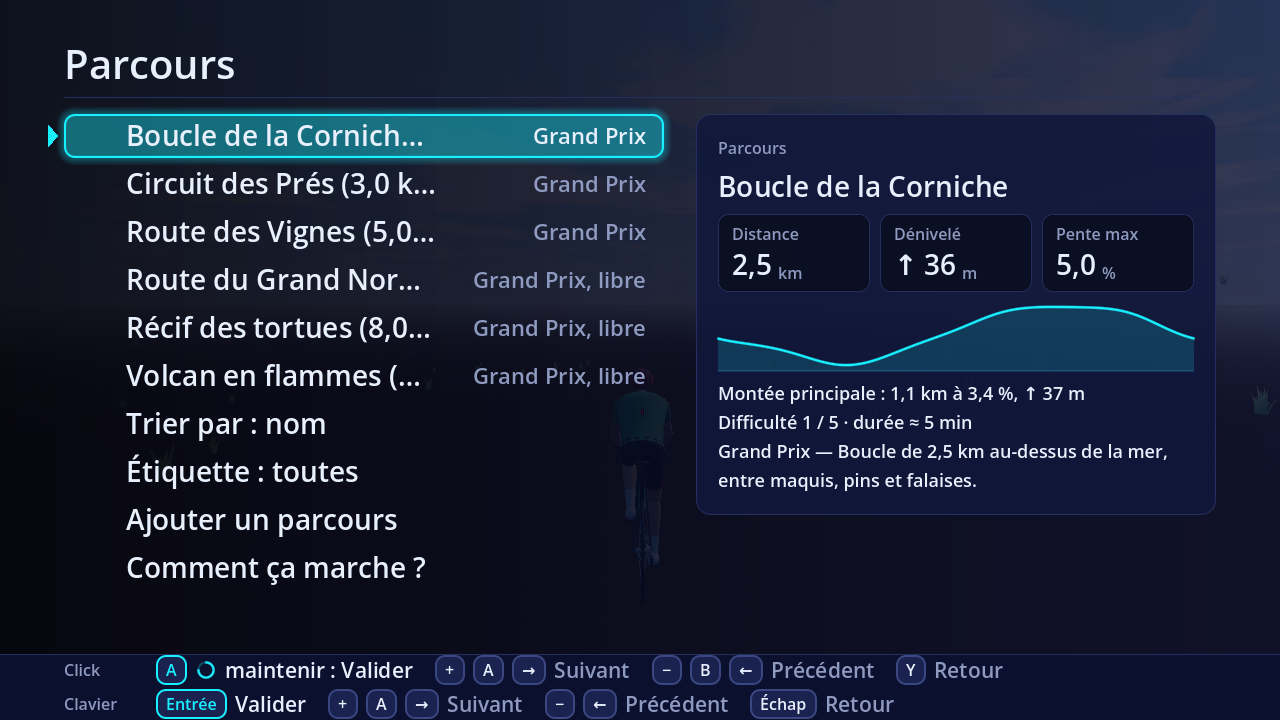 Parcours
Boucle de la Cornich... Grand Prix
Circuit des Prés (3,0 k... Grand Prix
Route des Vignes (5,0... Grand Prix
Route du Grand Nor... Grand Prix, libre
Récif des tortues (8,0... Grand Prix, libre
Volcan en flammes (... Grand Prix, libre
Trier par : nom
Étiquette : toutes
Ajouter un parcours
Comment ça marche ?
Parcours
Boucle de la Corniche
Distance Dénivelé Pente max
2,5 km ↑ 36 m 5,0 %
Montée principale : 1,1 km à 3,4 %, ↑ 37 m
Difficulté 1 / 5 · durée ≈ 5 min
Grand Prix — Boucle de 2,5 km au-dessus de la mer,
entre maquis, pins et falaises.
Click A maintenir : Valider + A → Suivant − B ← Précédent Y Retour
Clavier Entrée Valider + A → Suivant − ← Précédent Échap Retour